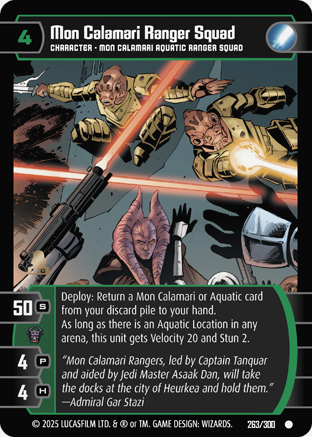 4
Mon Calamari Ranger Squad
CHARACTER - MON CALAMARI AQUATIC RANGER SQUAD
50 S
4 P
4 H
Deploy: Return a Mon Calamari or Aquatic card
from your discard pile to your hand.
As long as there is an Aquatic Location in any
arena, this unit gets Velocity 20 and Stun 2.
“Mon Calamari Rangers, led by Captain Tanquar
and aided by Jedi Master Asaak Dan, will take
the docks at the city of Heurkea and hold them.”
—Admiral Gar Stazi
© 2025 LUCASFILM LTD. & ® or TM. GAME DESIGN: WIZARDS. 263/300